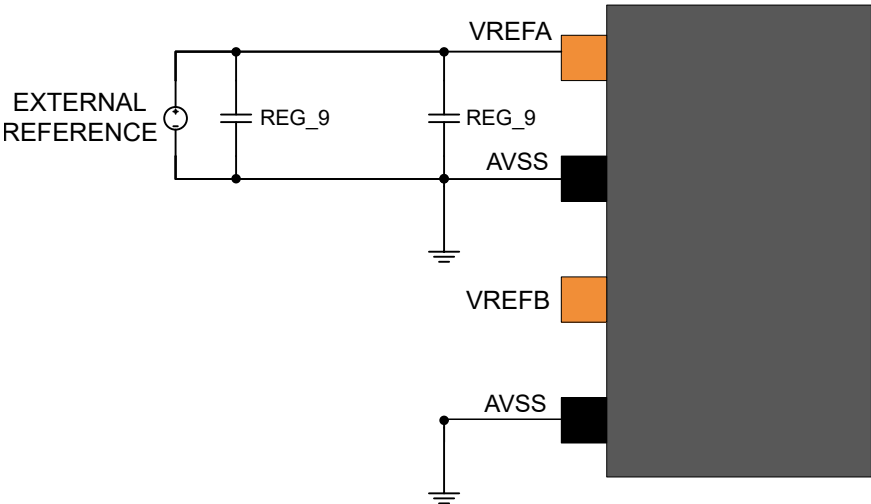 VREFA
EXTERNAL
REFERENCE
+
-
REG_9
REG_9
AVSS
VREFB
AVSS